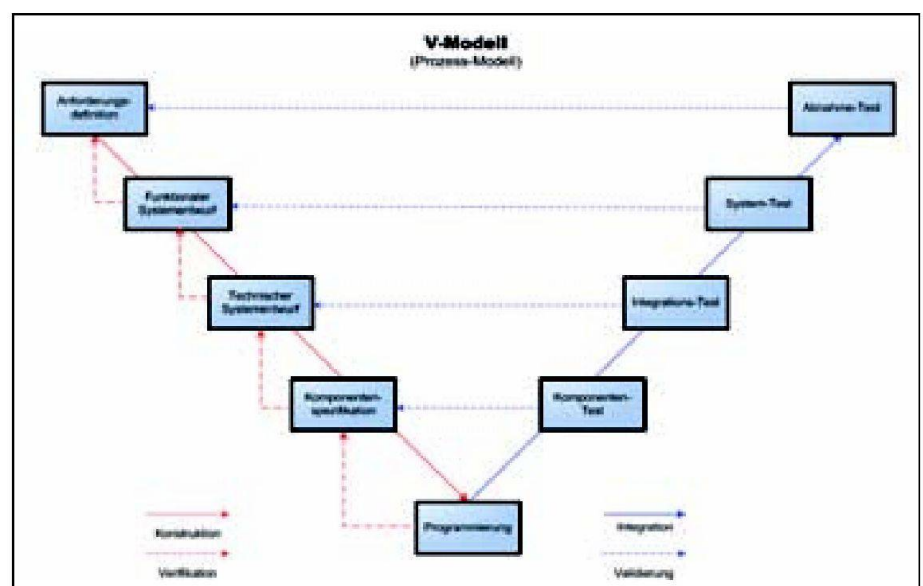 V-Modell
(Prozess-Modell)
Anforderungs-
definition
Abnahme-Test
Funktionaler
Systementwurf
System-Test
Technischer
Systementwurf
Integrations-Test
Komponenten-
spezifikation
Komponenten-
Test
Programmierung
Konstruktion
Verifikation
Integration
Validierung